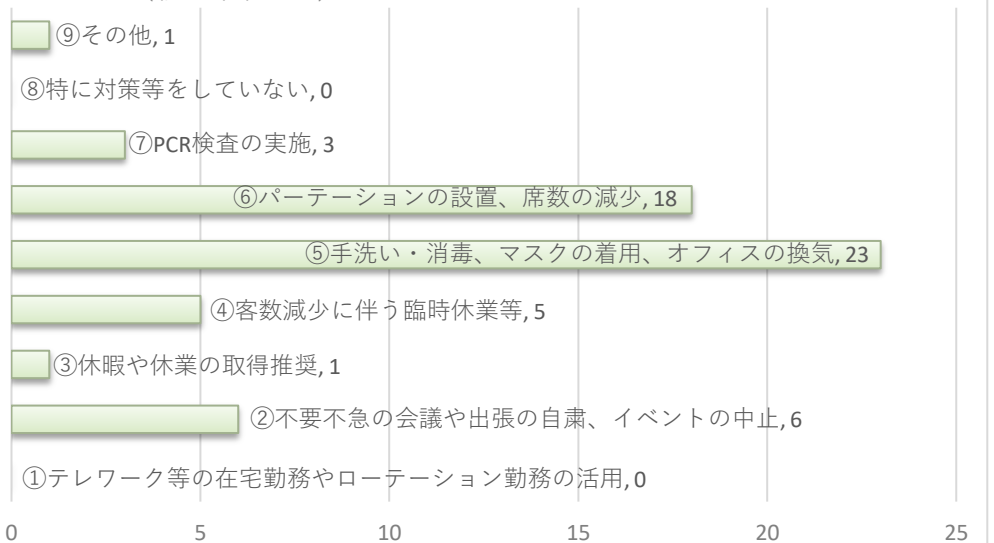 ⑨その他, 1
⑧特に対策等をしていない, 0
⑦PCR検査の実施, 3
⑥パーテーションの設置、席数の減少, 18
⑤手洗い・消毒、マスクの着用、オフィスの換気, 23
④客数減少に伴う臨時休業等, 5
③休暇や休業の取得推奨, 1
②不要不急の会議や出張の自粛、イベントの中止, 6
①テレワーク等の在宅勤務やローテーション勤務の活用, 0
0 5 10 15 20 25